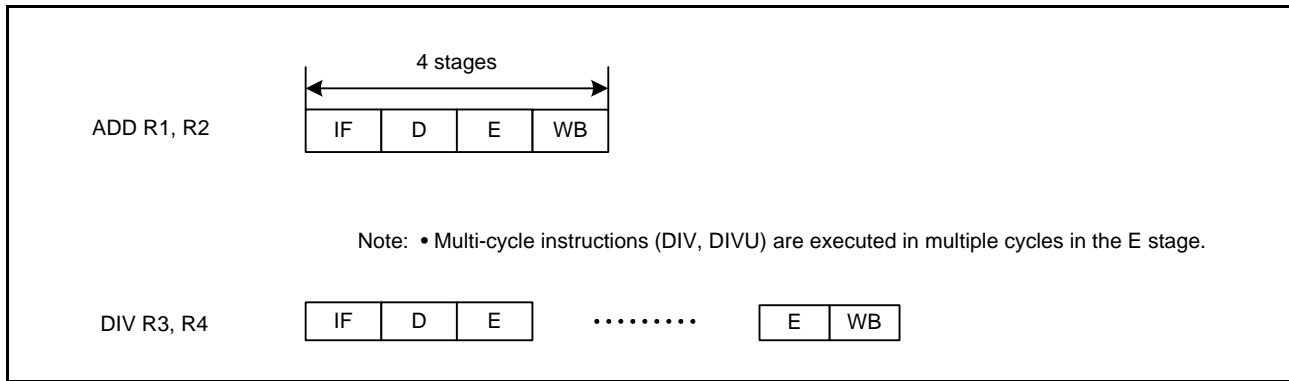 4 stages
ADD R1, R2 IF D E WB
Note: • Multi-cycle instructions (DIV, DIVU) are executed in multiple cycles in the E stage.
DIV R3, R4 IF D E ········· E WB